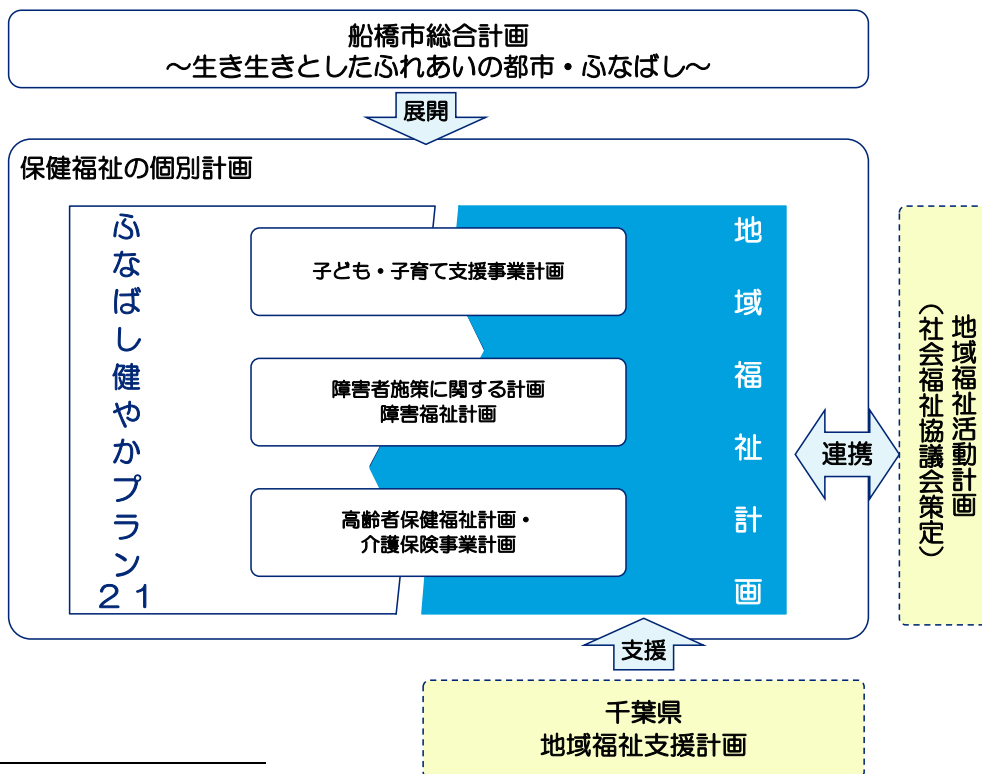 船橋市総合計画
～生き生きとしたふれあいの都市・ふなばし～
展開
保健福祉の個別計画
ふなばし健やかプラン２１
子ども・子育て支援事業計画
障害者施策に関する計画
障害福祉計画
高齢者保健福祉計画・
介護保険事業計画
地域福祉計画
連携
地域福祉活動計画
（社会福祉協議会策定）
支援
千葉県
地域福祉支援計画